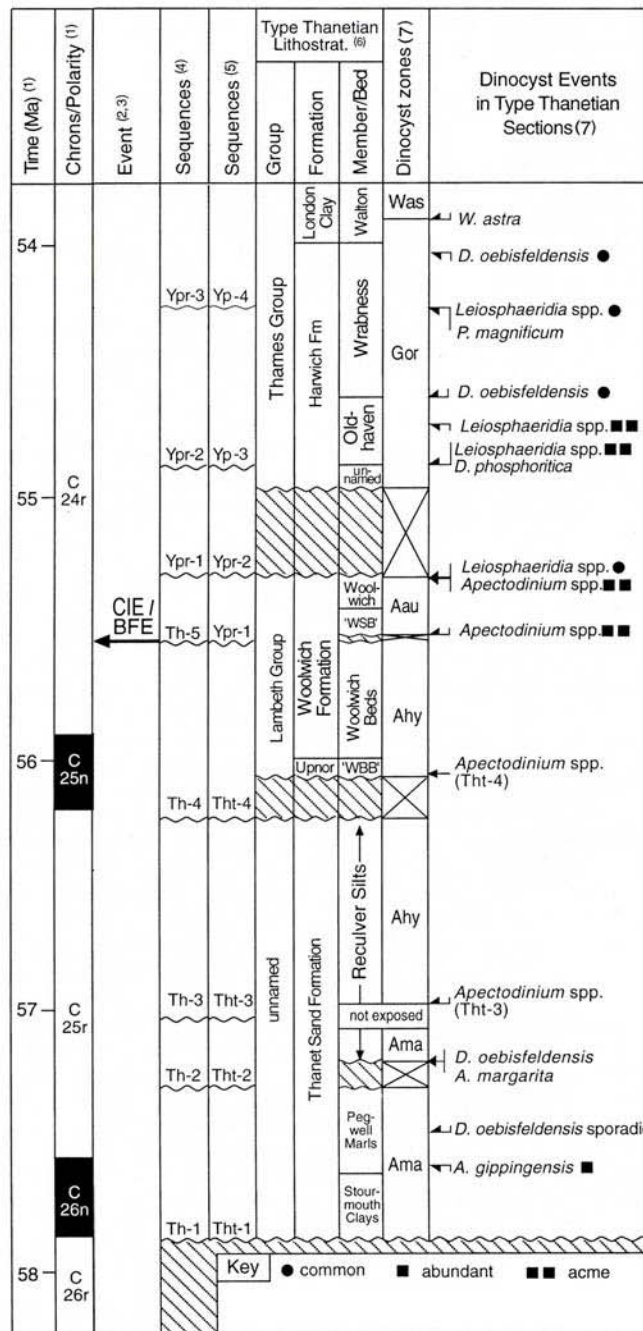 Time (Ma) (1)
Chrons/Polarity (1)
Event (2,3)
Sequences (4)
Sequences (5)
Type Thanetian
Lithostrat. (6)
Group
Formation
Member/Bed
Dinocyst zones (7)
Dinocyst Events
in Type Thanetian
Sections (7)
54
55
56
57
58
C
24r
C
25n
C
25r
C
26n
C
26r
CIE /
BFE
Ypr-3
Ypr-2
Ypr-1
Th-5
Th-4
Th-3
Th-2
Th-1
Yp-4
Yp-3
Ypr-2
Ypr-1
Tht-4
Tht-3
Tht-2
Tht-1
Thames Group
Lambeth Group
unnamed
London
Clay
Harwich Fm
Woolwich
Formation
Upnor
Thanet Sand Formation
Walton
Wrabness
Old-
haven
un-
named
Wool-
wich
'WSB'
Woolwich
Beds
'WBB'
Reculver Silts
not exposed
Peg-
well
Marls
Stour-
mouth
Clays
Was
Gor
Aau
Ahy
Ahy
Ama
Ama
W. astra
D. oebisfeldensis ●
Leiosphaeridia spp. ●
P. magnificum
D. oebisfeldensis ●
Leiosphaeridia spp. ■ ■
Leiosphaeridia spp. ■ ■
D. phosphoritica
Leiosphaeridia spp. ●
Apectodinium spp. ■ ■
Apectodinium spp. ■ ■
Apectodinium spp.
(Tht-4)
Apectodinium spp.
(Tht-3)
D. oebisfeldensis
A. margarita
D. oebisfeldensis sporadi
A. gippingensis ■
Key ● common ■ abundant ■ ■ acme